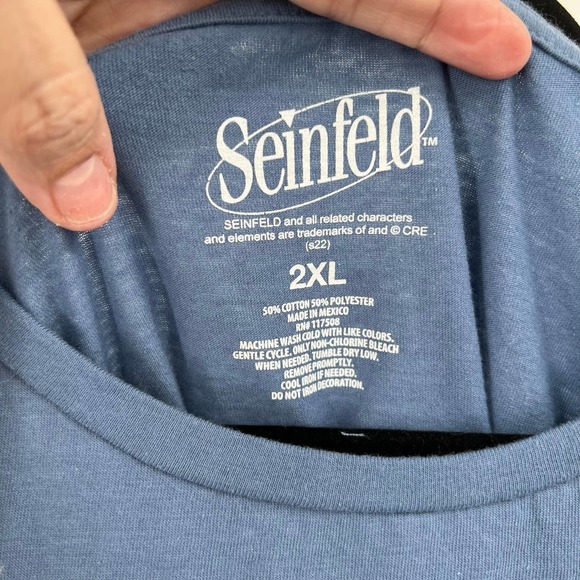 Seinfeld™
SEINFELD and all related characters
and elements are trademarks of and © CRE .
(s22)
2XL
50% COTTON 50% POLYESTER
MADE IN MEXICO
RN# 117508
MACHINE WASH COLD WITH LIKE COLORS.
GENTLE CYCLE. ONLY NON-CHLORINE BLEACH
WHEN NEEDED. TUMBLE DRY LOW.
REMOVE PROMPTLY.
COOL IRON IF NEEDED.
DO NOT IRON DECORATION.